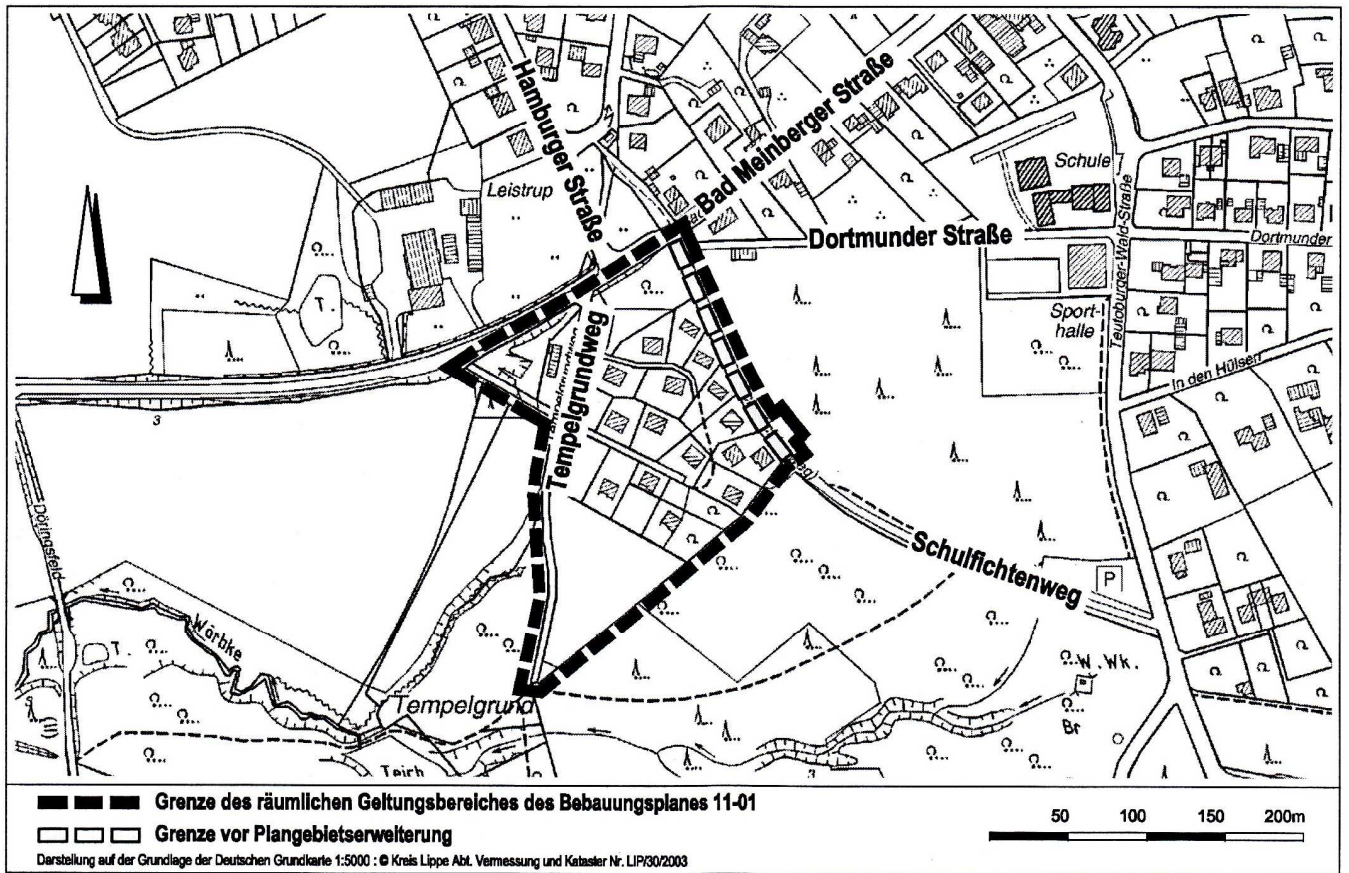 Hamburger Straße
Bad Meinberger Straße
Leistrup
Schule
Dortmunder Straße
Dortmunder
Teutoburger-Wald-Straße
Sport-
halle
In den Hülsen
T.
Tempelgrundweg
3
Döringsfeld
Schulfichtenweg
P
Wörbke
T.
W.Wk.
Br
Tempelgrund
Teich
3
Grenze des räumlichen Geltungsbereiches des Bebauungsplanes 11-01
Grenze vor Plangebietserweiterung
50 100 150 200m
Darstellung auf der Grundlage der Deutschen Grundkarte 1:5000 : © Kreis Lippe Abt. Vermessung und Kataster Nr. LIP/30/2003